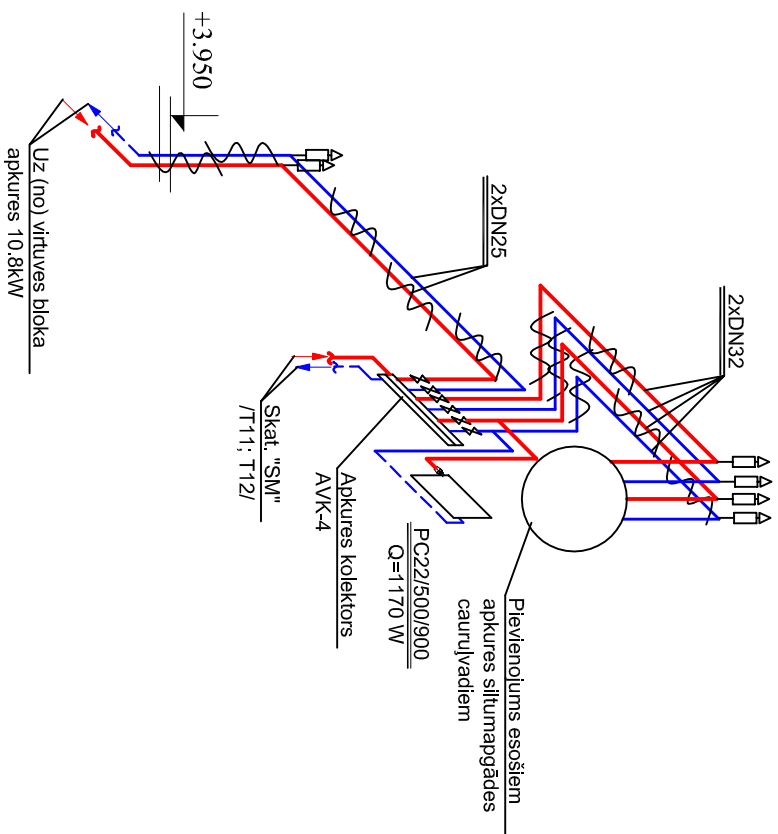 2xDN32
Pievienojums esošiem
apkures siltumapgādes
cauruļvadiem
2xDN25
PC22/500/900
Q=1170 W
Apkures kolektors
AVK-4
Skat. "SM"
/T11; T12/
+3.950
Uz (no) virtuves bloka
apkures 10.8kW